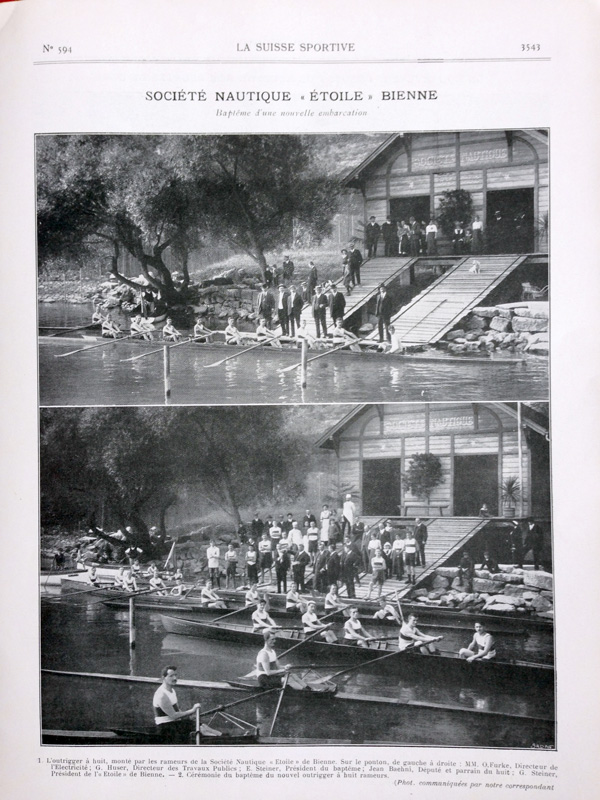 Nº 594
LA SUISSE SPORTIVE
3543
SOCIÉTÉ NAUTIQUE « ÉTOILE » BIENNE
Baptême d'une nouvelle embarcation
SOCIÉTÉ NAUTIQUE
SOCIÉTÉ NAUTIQUE
1. L'outrigger à huit, monté par les rameurs de la Société Nautique « Etoile » de Bienne. Sur le ponton, de gauche à droite : MM. O. Furke, Directeur de
l'Electricité ; G. Huser, Directeur des Travaux Publics ; E. Steiner, Président du baptême ; Jean Baehni, Député et parrain du huit ; G. Steiner,
Président de l'« Etoile » de Bienne. — 2. Cérémonie du baptême du nouvel outrigger à huit rameurs.
(Phot. communiquées par notre correspondant